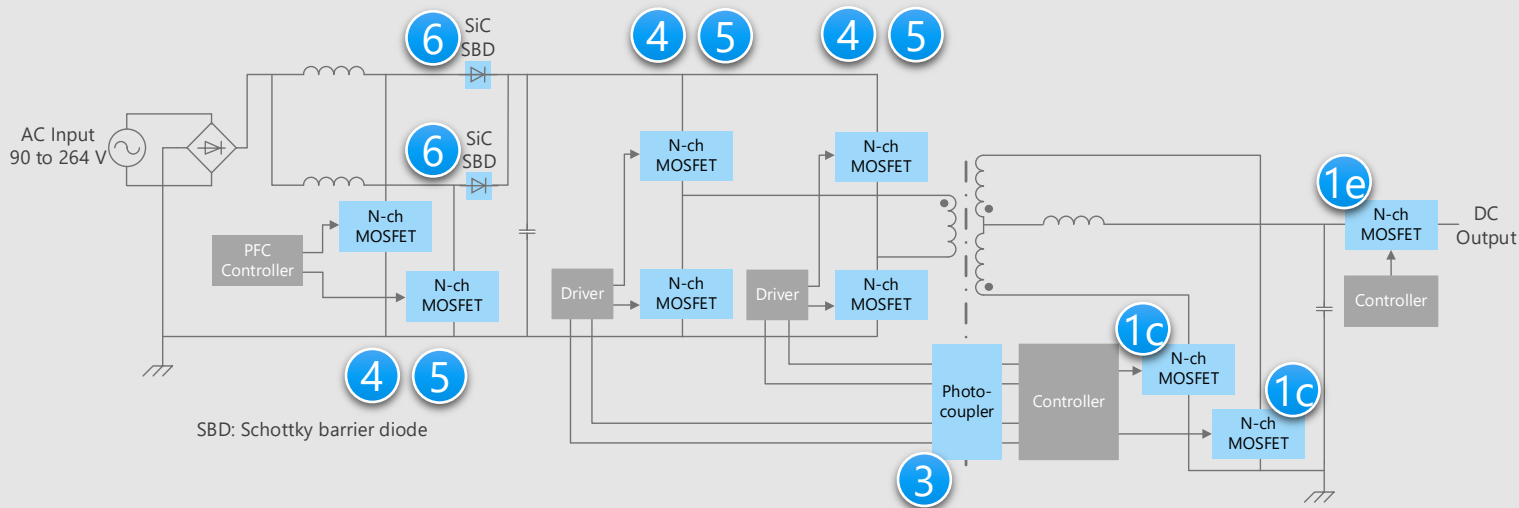 6
SiC
SBD
4
5
4
5
AC Input
90 to 264 V
6
SiC
SBD
N-ch
MOSFET
N-ch
MOSFET
1e
N-ch
MOSFET
DC
Output
N-ch
MOSFET
PFC
Controller
N-ch
MOSFET
Driver
N-ch
MOSFET
Driver
N-ch
MOSFET
Controller
4
5
1c
N-ch
MOSFET
Photo-
coupler
Controller
1c
N-ch
MOSFET
SBD: Schottky barrier diode
3